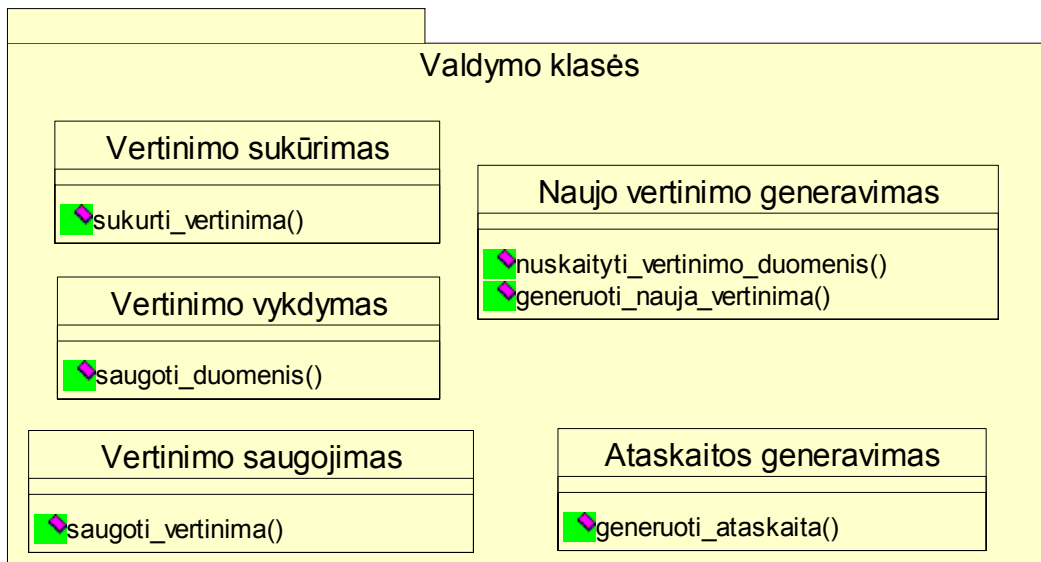 Valdymo klasės
Vertinimo sukūrimas
sukurti_vertinima()
Naujo vertinimo generavimas
nuskaityti_vertinimo_duomenis()
generuoti_nauja_vertinima()
Vertinimo vykdymas
saugoti_duomenis()
Vertinimo saugojimas
saugoti_vertinima()
Ataskaitos generavimas
generuoti_ataskaita()